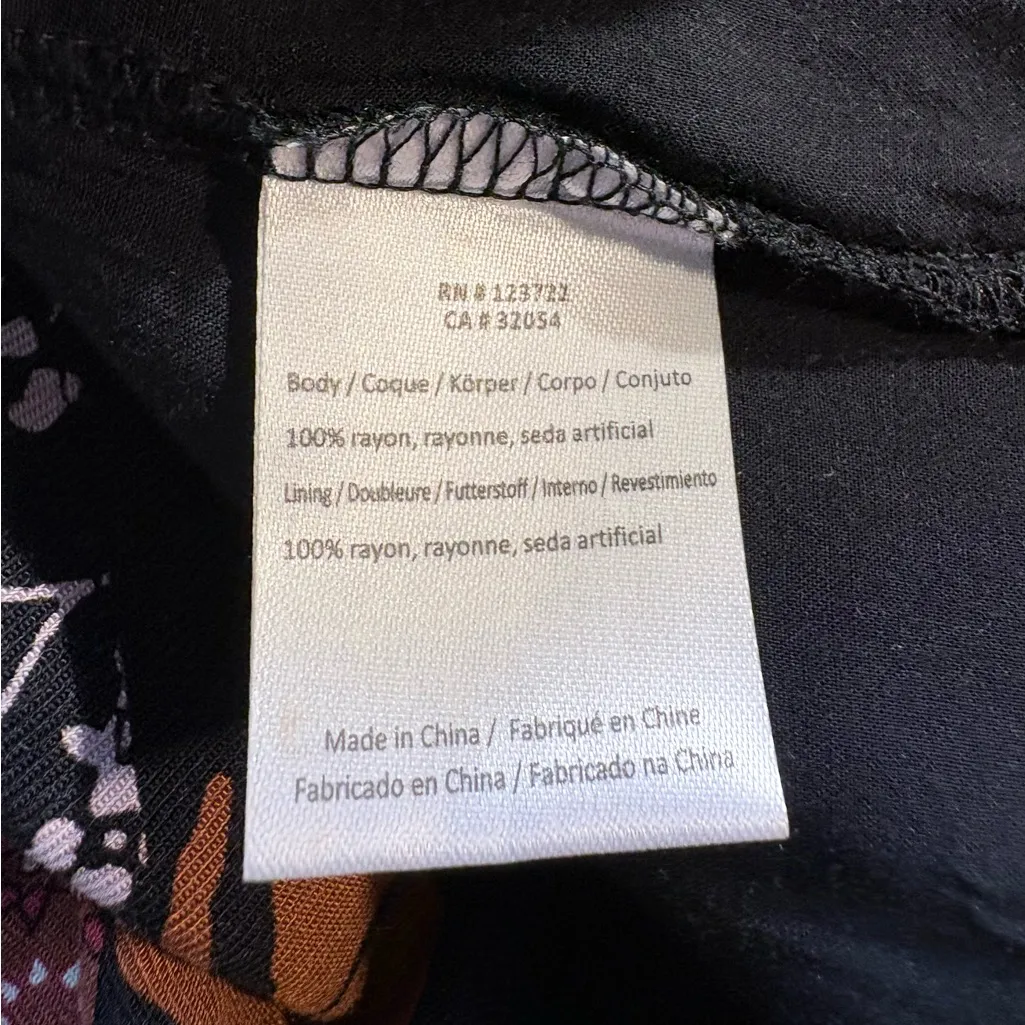 RN # 123722
CA # 32054
Body / Coque / Körper / Corpo / Conjuto
100% rayon, rayonne, seda artificial
Lining / Doubleure / Futterstoff / Interno / Revestimiento
100% rayon, rayonne, seda artificial
Made in China / Fabriqué en Chine
Fabricado en China / Fabricado na China